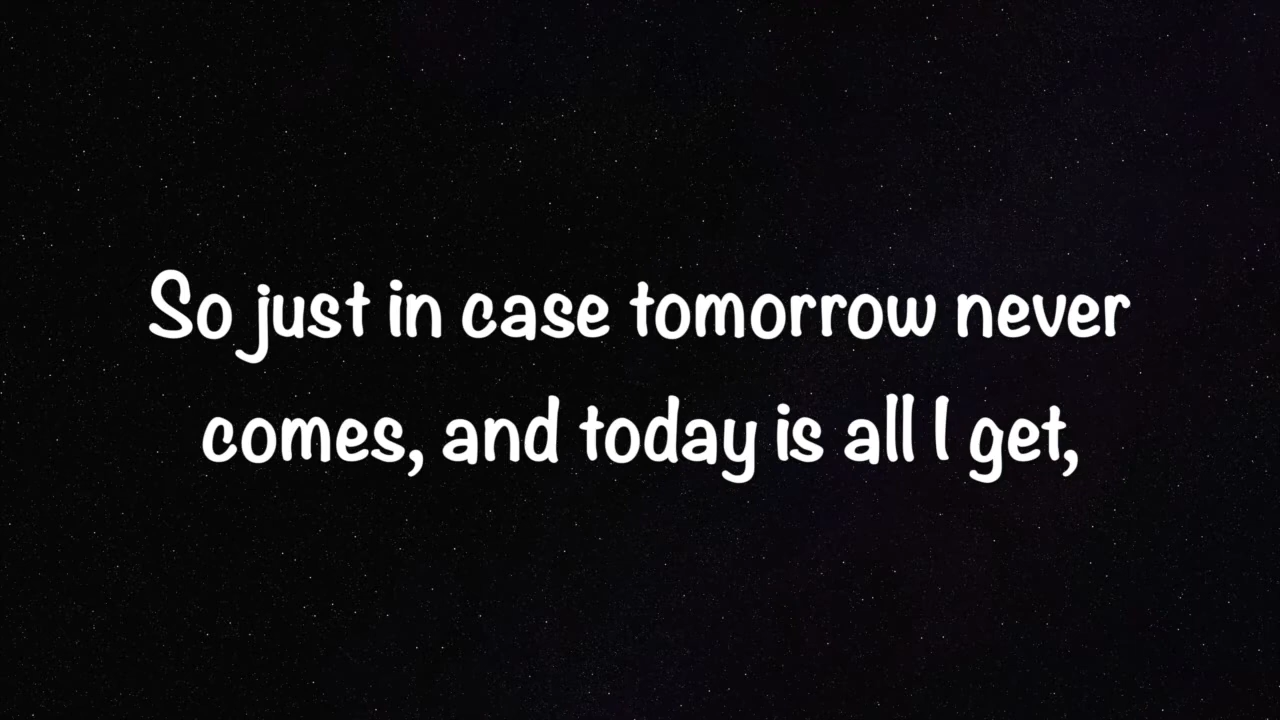 So just in case tomorrow never
comes, and today is all I get,